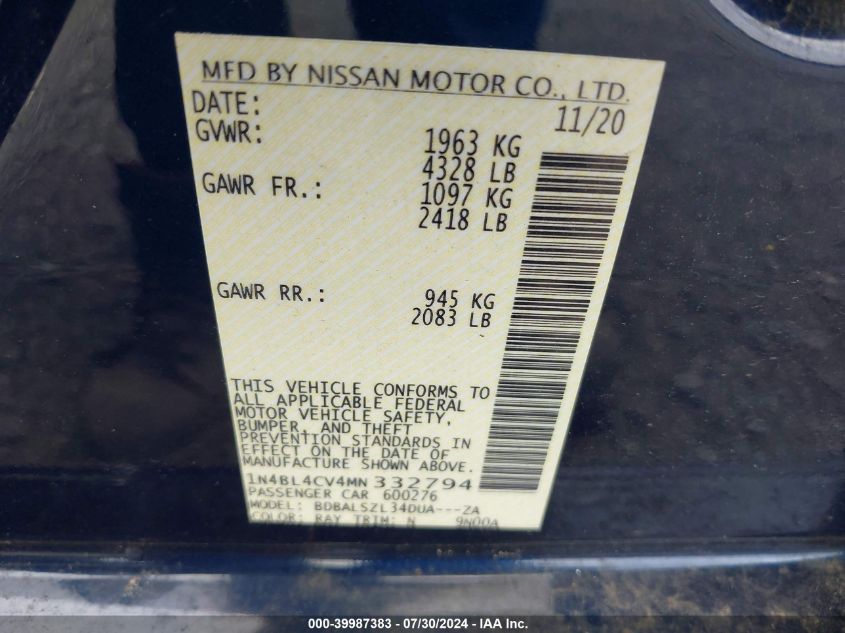 MFD BY NISSAN MOTOR CO., LTD.
DATE: 11/20
GVWR: 1963 KG
4328 LB
GAWR FR.: 1097 KG
2418 LB
GAWR RR.: 945 KG
2083 LB
THIS VEHICLE CONFORMS TO
ALL APPLICABLE FEDERAL
MOTOR VEHICLE SAFETY,
BUMPER, AND THEFT
PREVENTION STANDARDS IN
EFFECT ON THE DATE OF
MANUFACTURE SHOWN ABOVE.
1N4BL4CV4MN332794
PASSENGER CAR 600276
MODEL: BDBALSZL34DUA---ZA
COLOR: RAY TRIM: N 9N00A
000-39987383 - 07/30/2024 - IAA Inc.